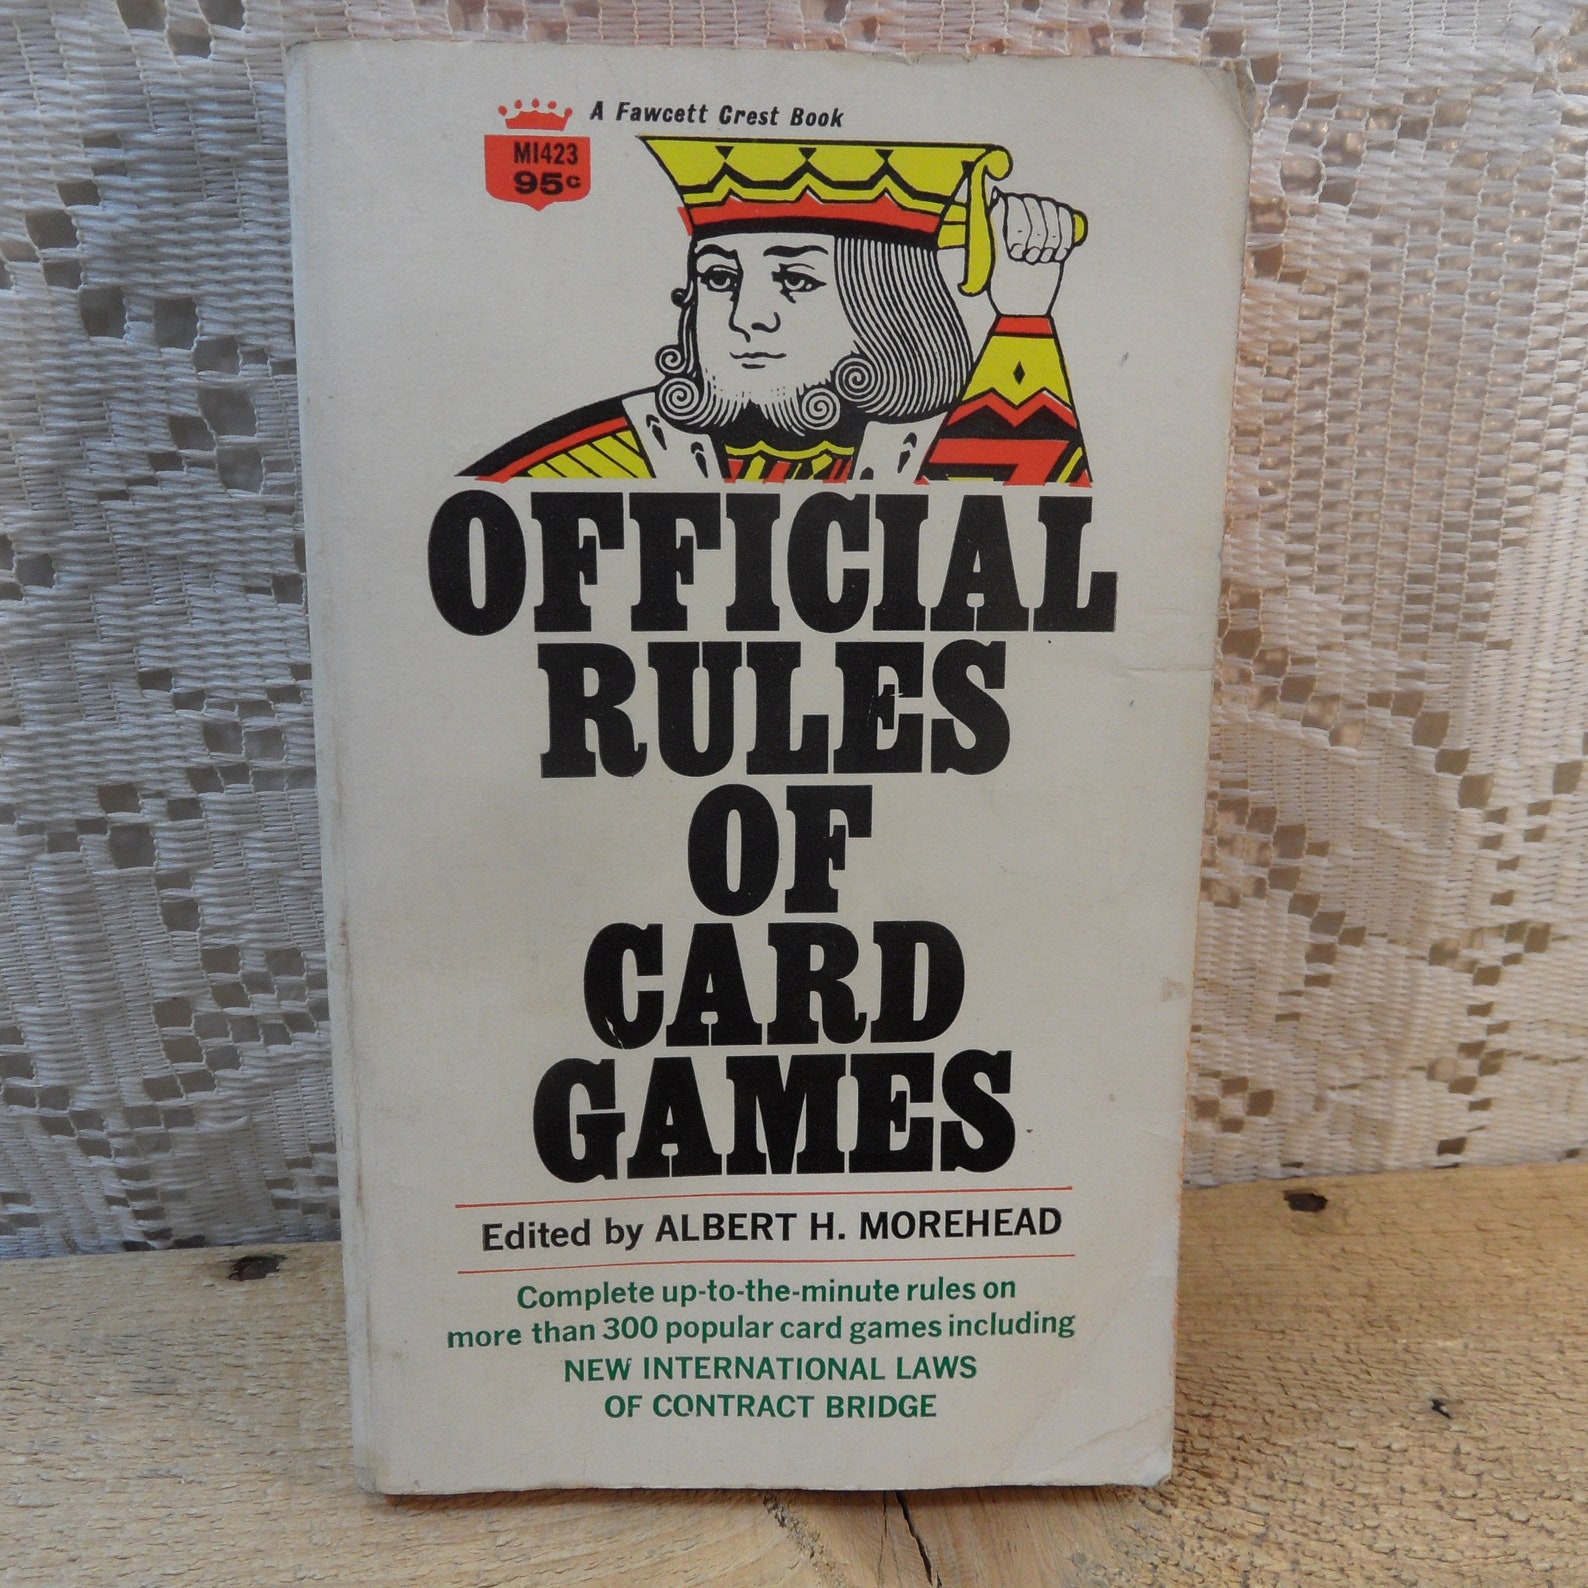 A Fawcett Crest Book
M1423
95c
OFFICIAL
RULES
OF
CARD
GAMES
Edited by ALBERT H. MOREHEAD
Complete up-to-the-minute rules on
more than 300 popular card games including
NEW INTERNATIONAL LAWS
OF CONTRACT BRIDGE